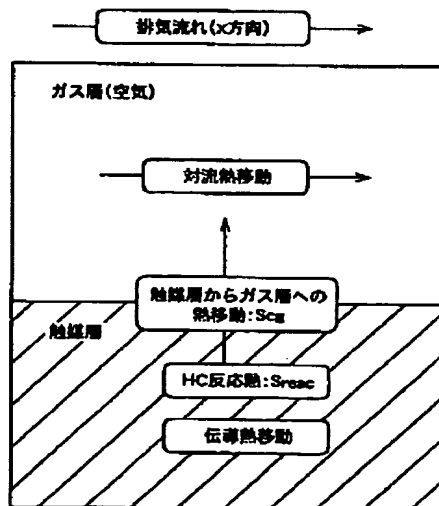 排気流れ(x方向)
ガス層(空気)
対流熱移動
触媒層からガス層への
熱移動:Scg
触媒層
HC反応熱:Sreac
伝導熱移動